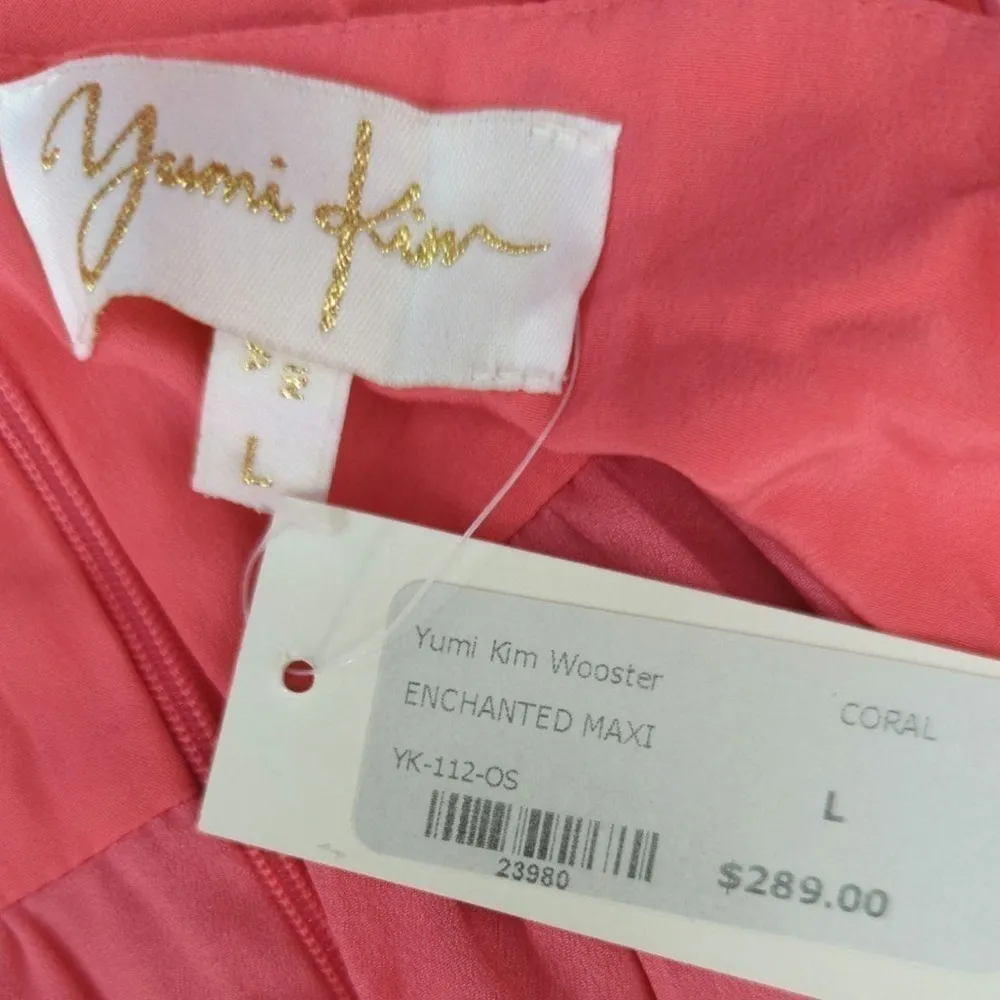 Yumi Kim
L
Yumi Kim Wooster
ENCHANTED MAXI
CORAL
YK-112-OS
L
23980
$289.00